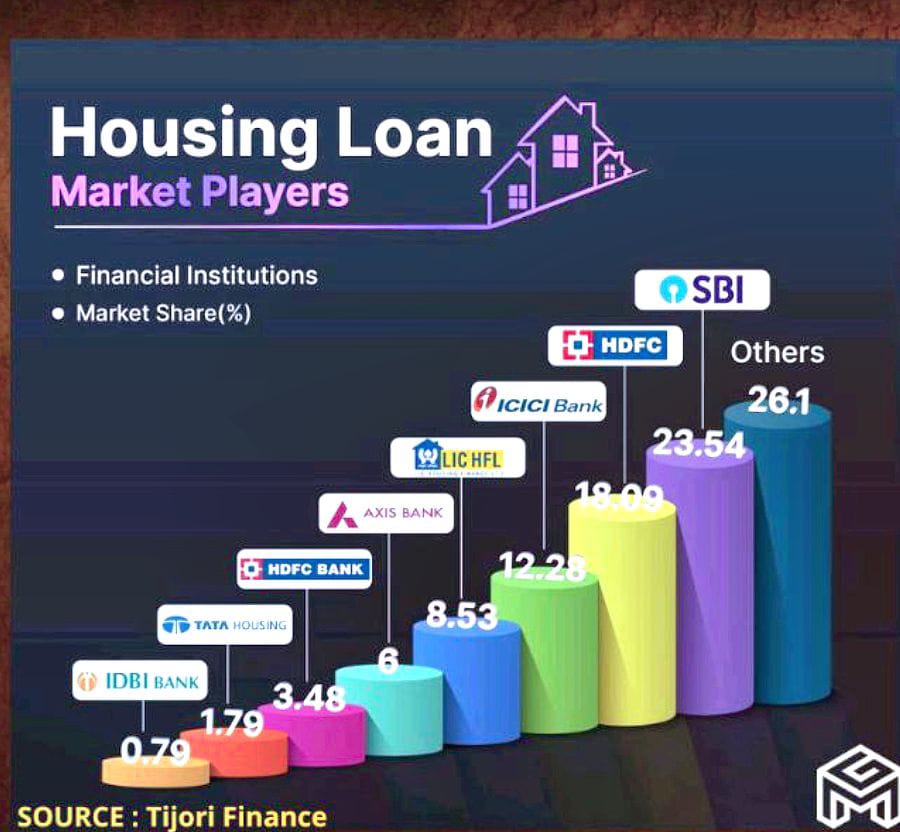 Housing Loan
Market Players
• Financial Institutions
• Market Share(%)
SBI
HDFC
Others
ICICI Bank
26.1
LIC HFL
23.54
AXIS BANK
18.09
HDFC BANK
12.28
TATA HOUSING
8.53
IDBI BANK
6
3.48
1.79
0.79
SOURCE : Tijori Finance